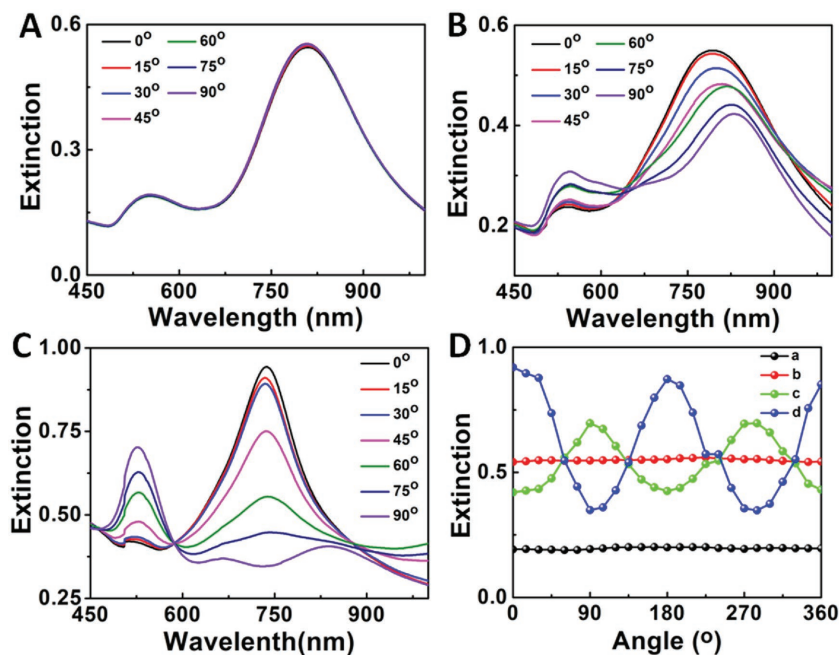 A
0.6
0.3
0.0
Extinction
0° 60°
15° 75°
30° 90°
45°
450 600 750 900
Wavelength (nm)
B
0.6
0.4
0.2
Extinction
0° 60°
15° 75°
30° 90°
45°
450 600 750 900
Wavelength (nm)
C
1.00
0.75
0.50
0.25
Extinction
0°
15°
30°
45°
60°
75°
90°
450 600 750 900
Wavelenth(nm)
D
1.0
0.5
0.0
Extinction
a
b
c
d
0 90 180 270 360
Angle (°)